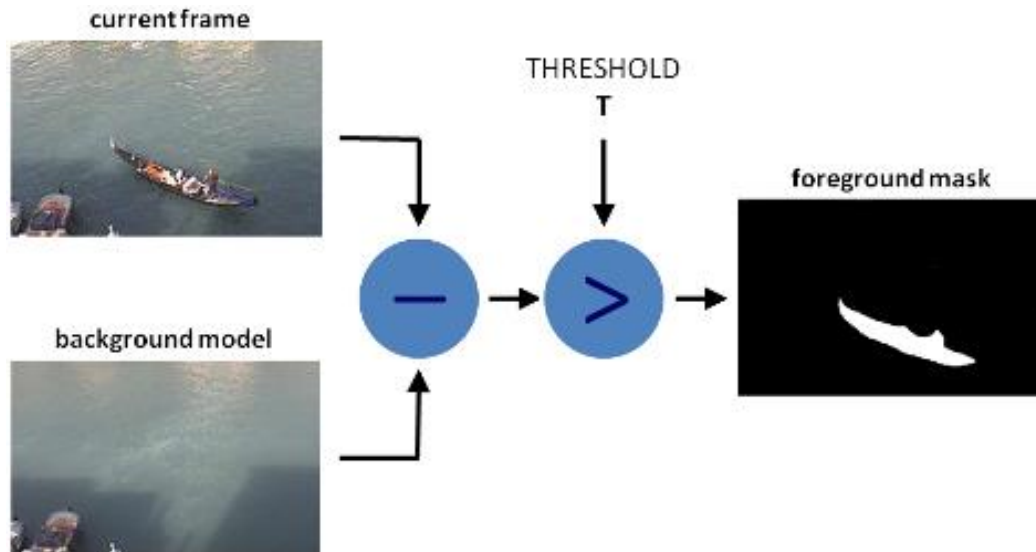 current frame
THRESHOLD
T
foreground mask
background model